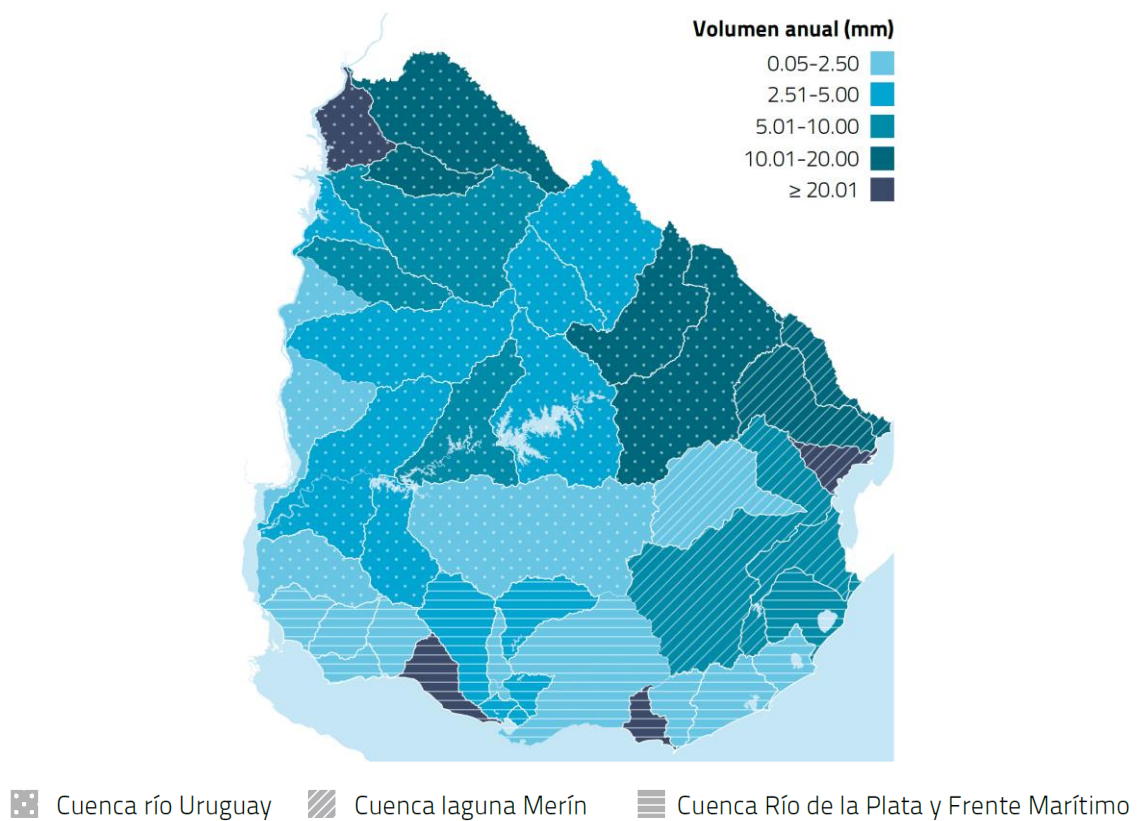 Volumen anual (mm)
0.05-2.50
2.51-5.00
5.01-10.00
10.01-20.00
≥ 20.01
Cuenca río Uruguay
Cuenca laguna Merín
Cuenca Río de la Plata y Frente Marítimo